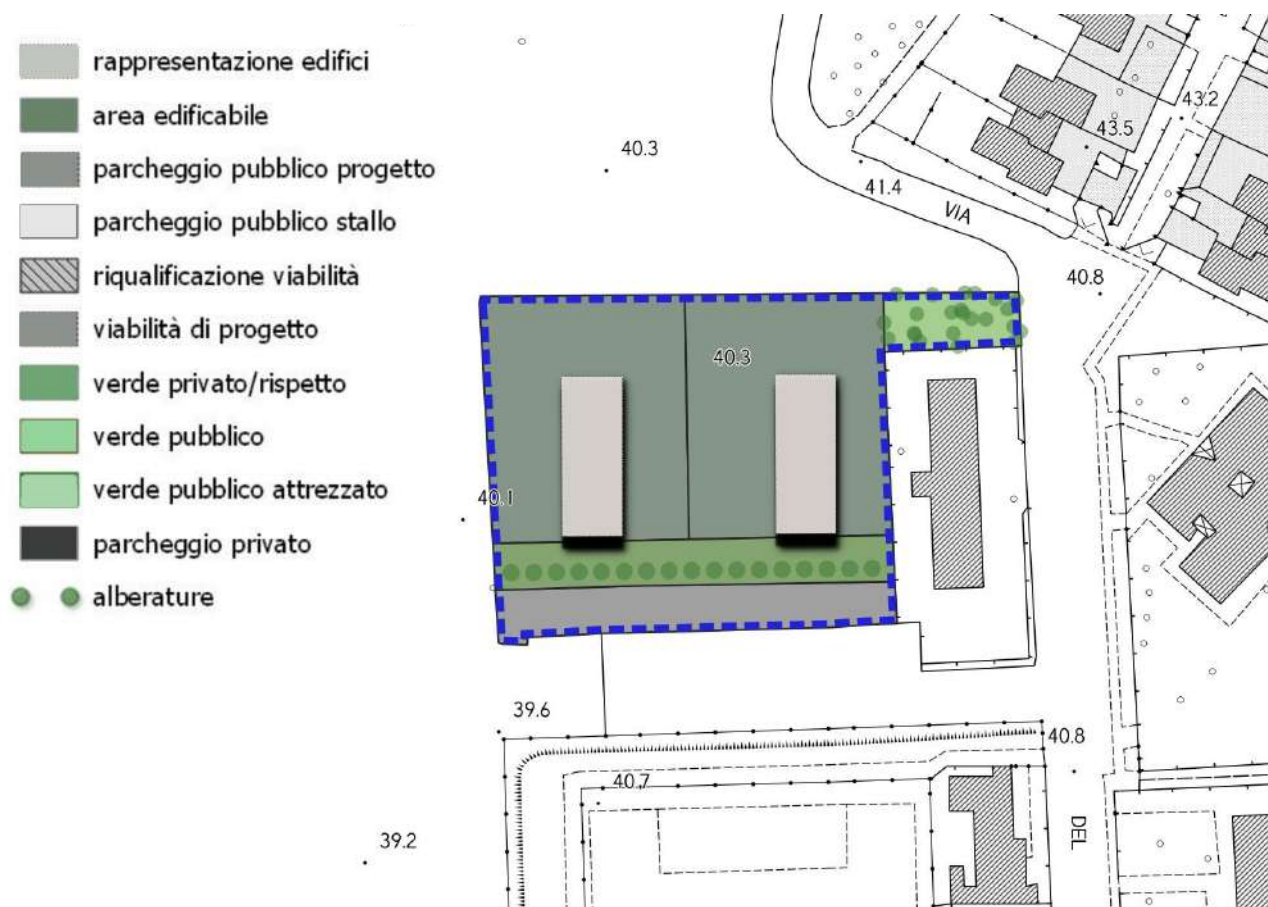 rappresentazione edifici
area edificabile
parcheggio pubblico progetto
parcheggio pubblico stallo
riqualificazione viabilità
viabilità di progetto
verde privato/rispetto
verde pubblico
verde pubblico attrezzato
parcheggio privato
alberature
43.2
43.5
40.3
41.4
VIA
40.8
40.3
40.1
39.6
40.8
40.7
39.2
DEL